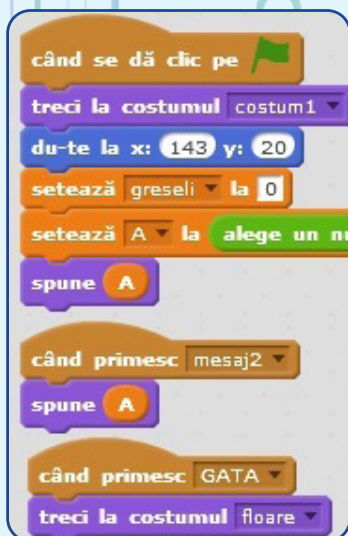 când se dă clic pe
treci la costumul costum1
du-te la x: 143 y: 20
setează greseli la 0
setează A la alege un
spune A
când primesc mesaj2
spune A
când primesc GATA
treci la costumul floare